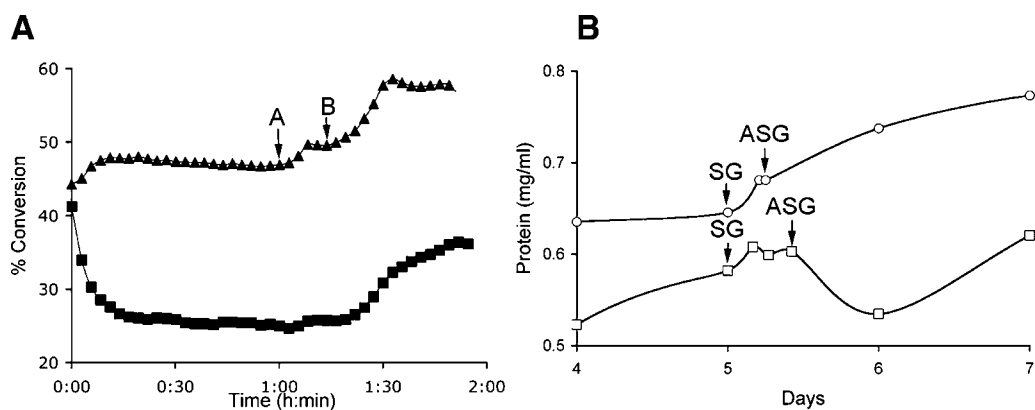 A
B
60
50
40
30
20
% Conversion
A
B
0:00
0:30
1:00
1:30
2:00
Time (h:min)
0.8
0.7
0.6
0.5
Protein (mg/ml)
ASG
SG
SG
ASG
4
5
6
7
Days